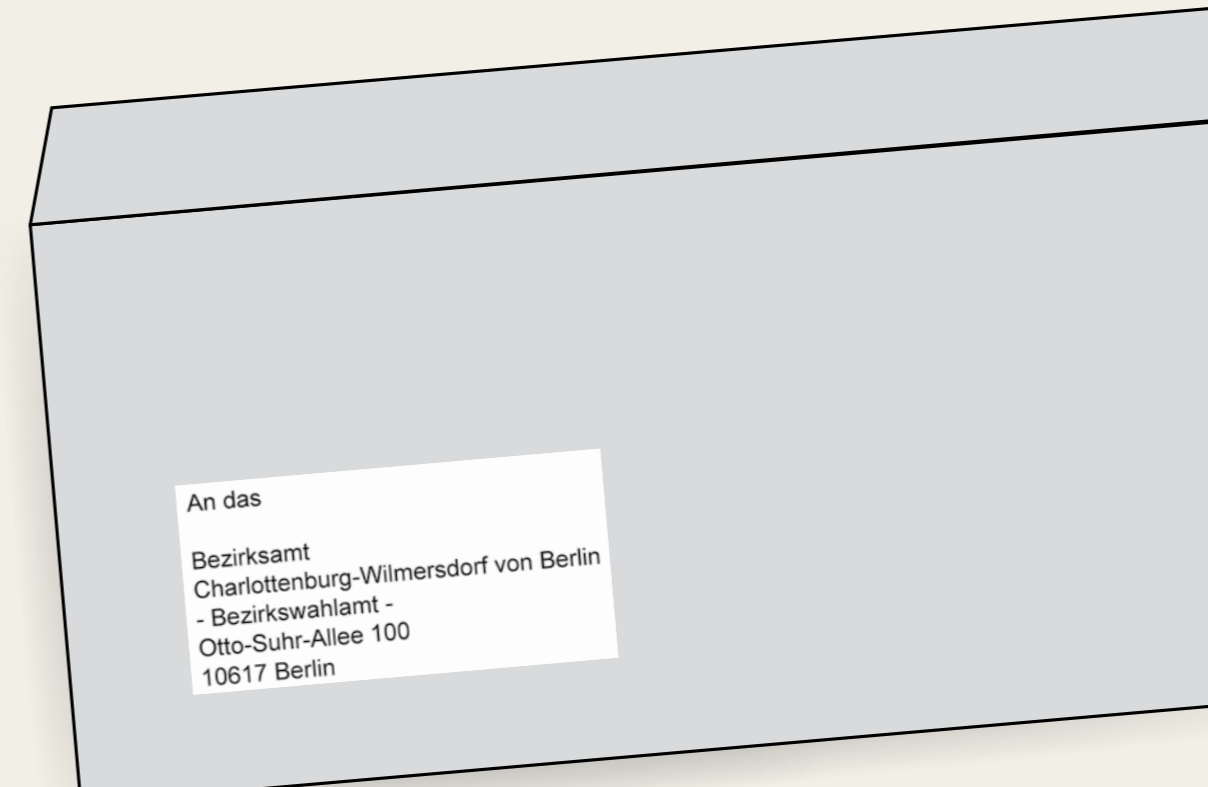 An das
Bezirksamt
Charlottenburg-Wilmersdorf von Berlin
- Bezirkswahlamt -
Otto-Suhr-Allee 100
10617 Berlin